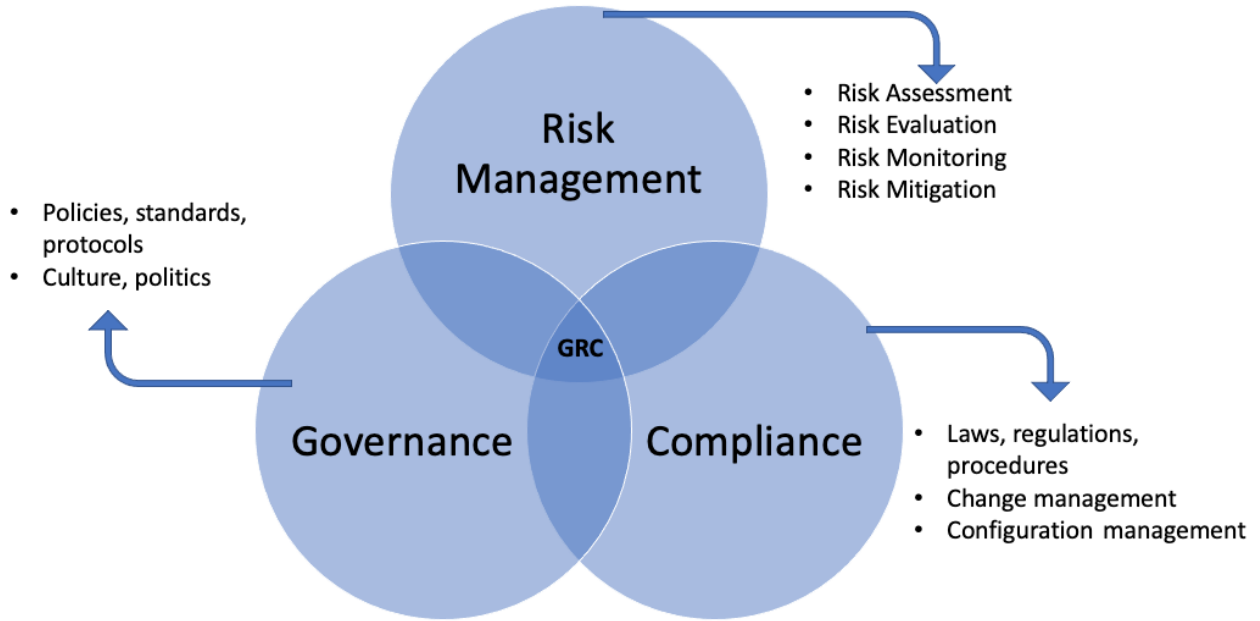 Risk
Management
• Risk Assessment
• Risk Evaluation
• Risk Monitoring
• Risk Mitigation
• Policies, standards,
protocols
• Culture, politics
GRC
Governance
Compliance
• Laws, regulations,
procedures
• Change management
• Configuration management